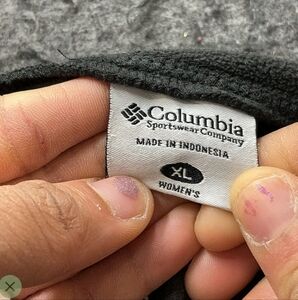 Columbia
Sportswear Company
MADE IN INDONESIA
XL
WOMEN'S